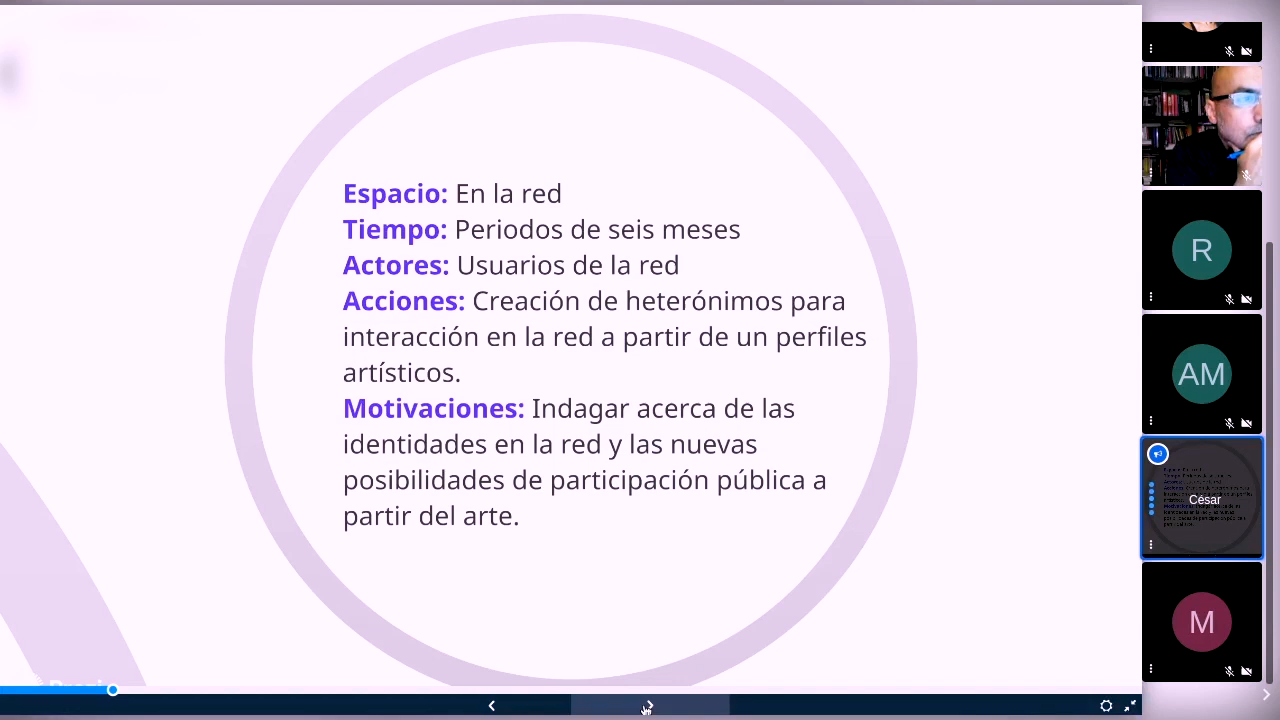 Espacio: En la red
Tiempo: Periodos de seis meses
Actores: Usuarios de la red
Acciones: Creación de heterónimos para
interacción en la red a partir de un perfiles
artísticos.
Motivaciones: Indagar acerca de las
identidades en la red y las nuevas
posibilidades de participación pública a
partir del arte.
R
AM
César
M